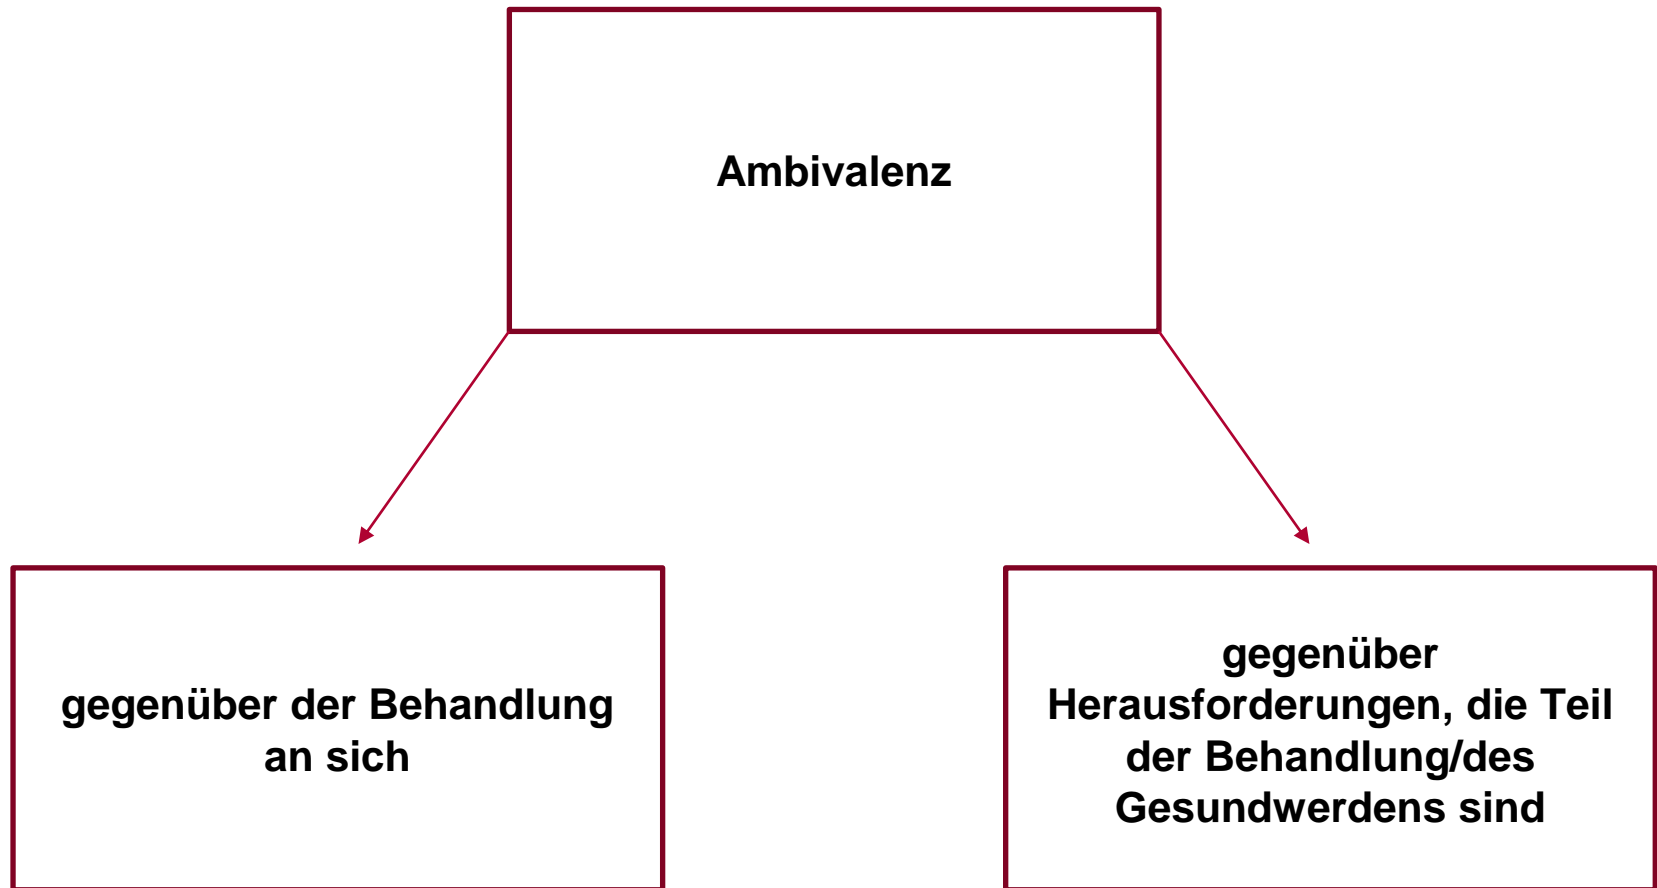 Ambivalenz
gegenüber der Behandlung
an sich
gegenüber
Herausforderungen, die Teil
der Behandlung/des
Gesundwerdens sind